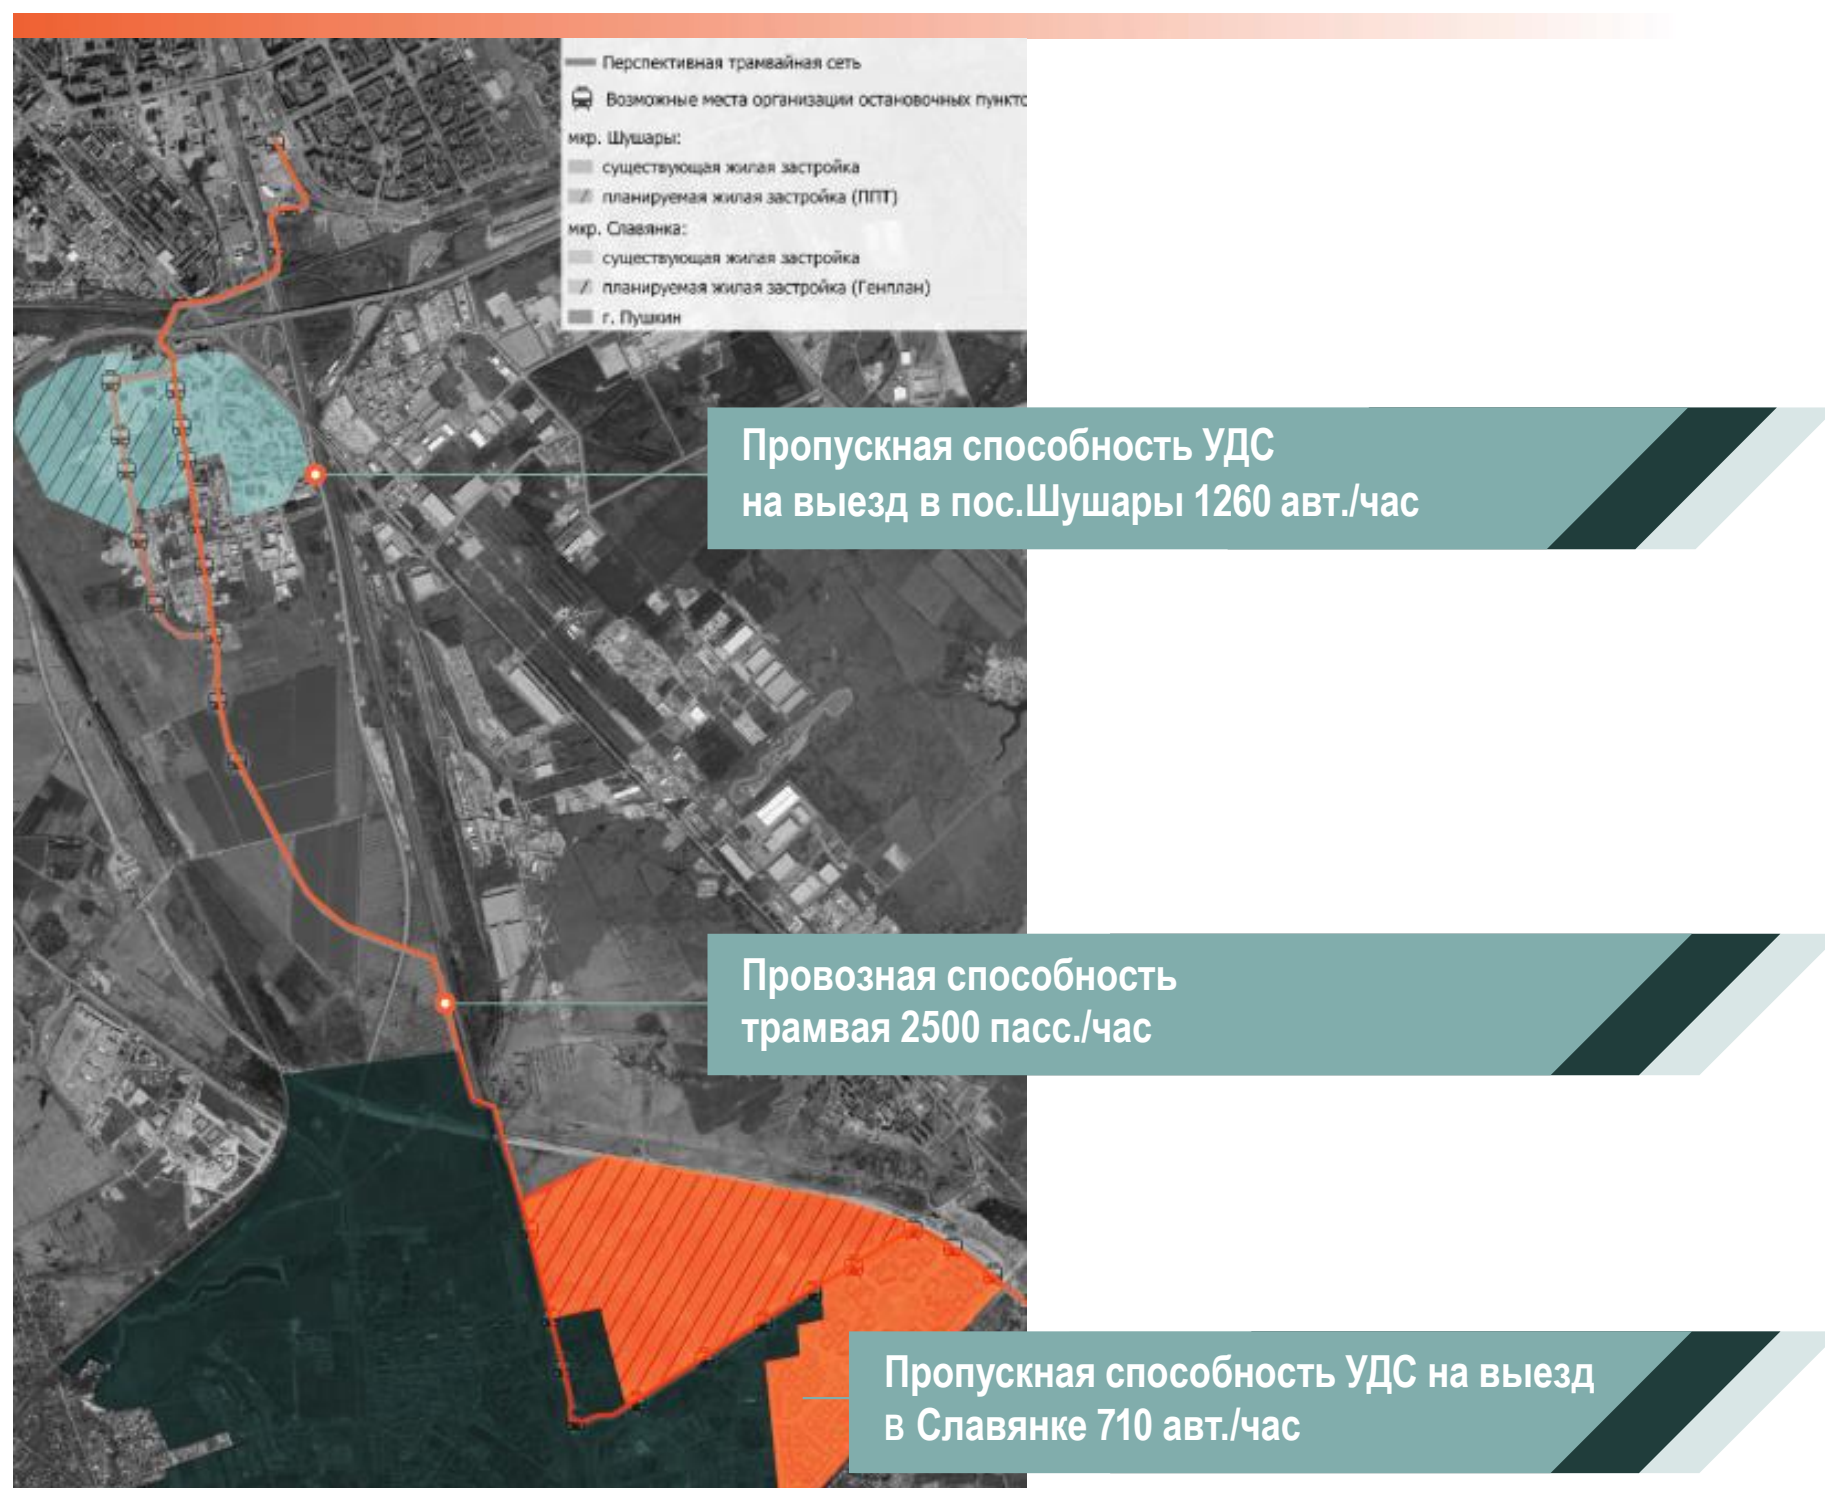 Перспективная трамвайная сеть
Возможные места организации остановочных пункто
мкр. Шушары:
существующая жилая застройка
планируемая жилая застройка (ППТ)
мкр. Славянка:
существующая жилая застройка
планируемая жилая застройка (Генплан)
г. Пушкин
Пропускная способность УДС
на выезд в пос.Шушары 1260 авт./час
Провозная способность
трамвая 2500 пасс./час
Пропускная способность УДС на выезд
в Славянке 710 авт./час